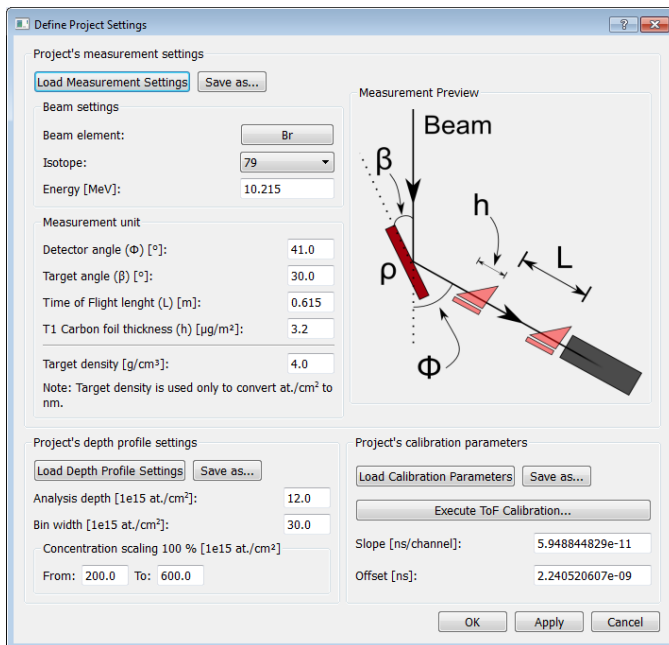 Define Project Settings
Project's measurement settings
Load Measurement Settings Save as...
Beam settings
Beam element: Br
Isotope: 79
Energy [MeV]: 10.215
Measurement unit
Detector angle (Φ) [°]: 41.0
Target angle (β) [°]: 30.0
Time of Flight lenght (L) [m]: 0.615
T1 Carbon foil thickness (h) [µg/m²]: 3.2
Target density [g/cm³]: 4.0
Note: Target density is used only to convert at./cm² to
nm.
Measurement Preview
Beam
β
h
L
ρ
Φ
Project's depth profile settings
Load Depth Profile Settings Save as...
Analysis depth [1e15 at./cm²]: 12.0
Bin width [1e15 at./cm²]: 30.0
Concentration scaling 100 % [1e15 at./cm²]
From: 200.0 To: 600.0
Project's calibration parameters
Load Calibration Parameters Save as...
Execute ToF Calibration...
Slope [ns/channel]: 5.948844829e-11
Offset [ns]: 2.240520607e-09
OK Apply Cancel